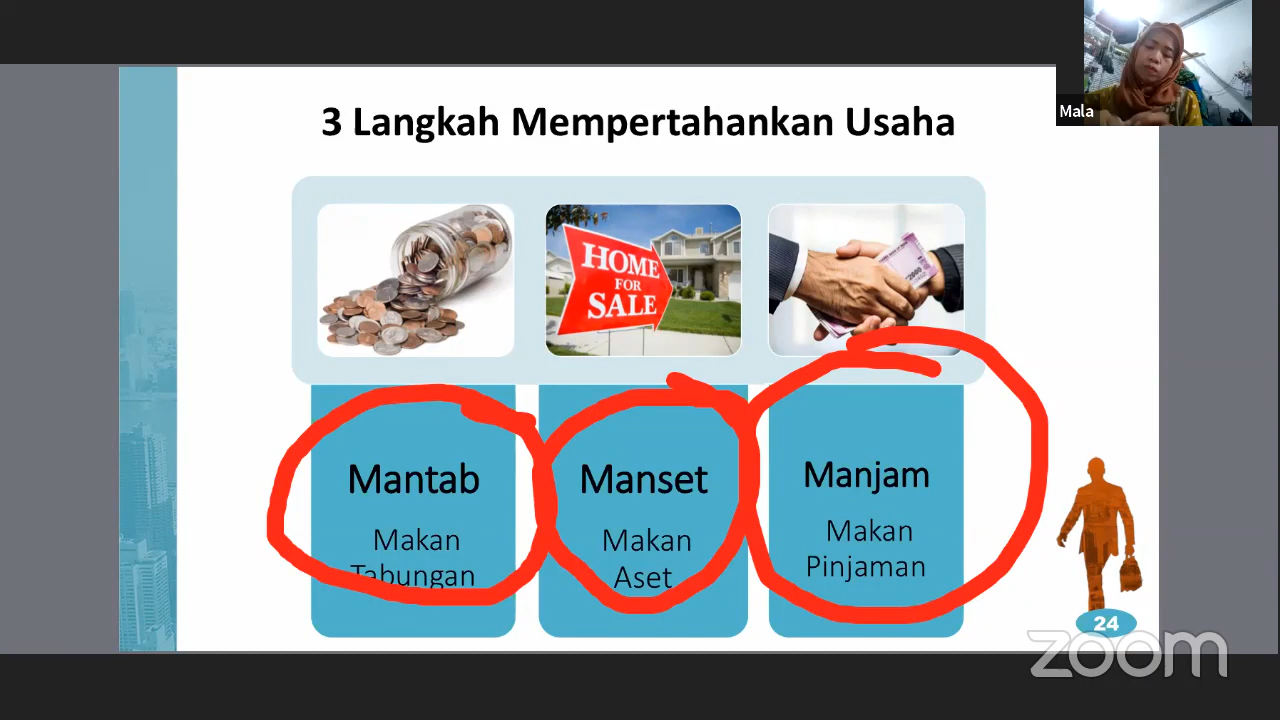 3 Langkah Mempertahankan Usaha
Mala
HOME
FOR
SALE
2000
Mantab
Makan
Tabungan
Manset
Makan
Aset
Manjam
Makan
Pinjaman
24
zoom